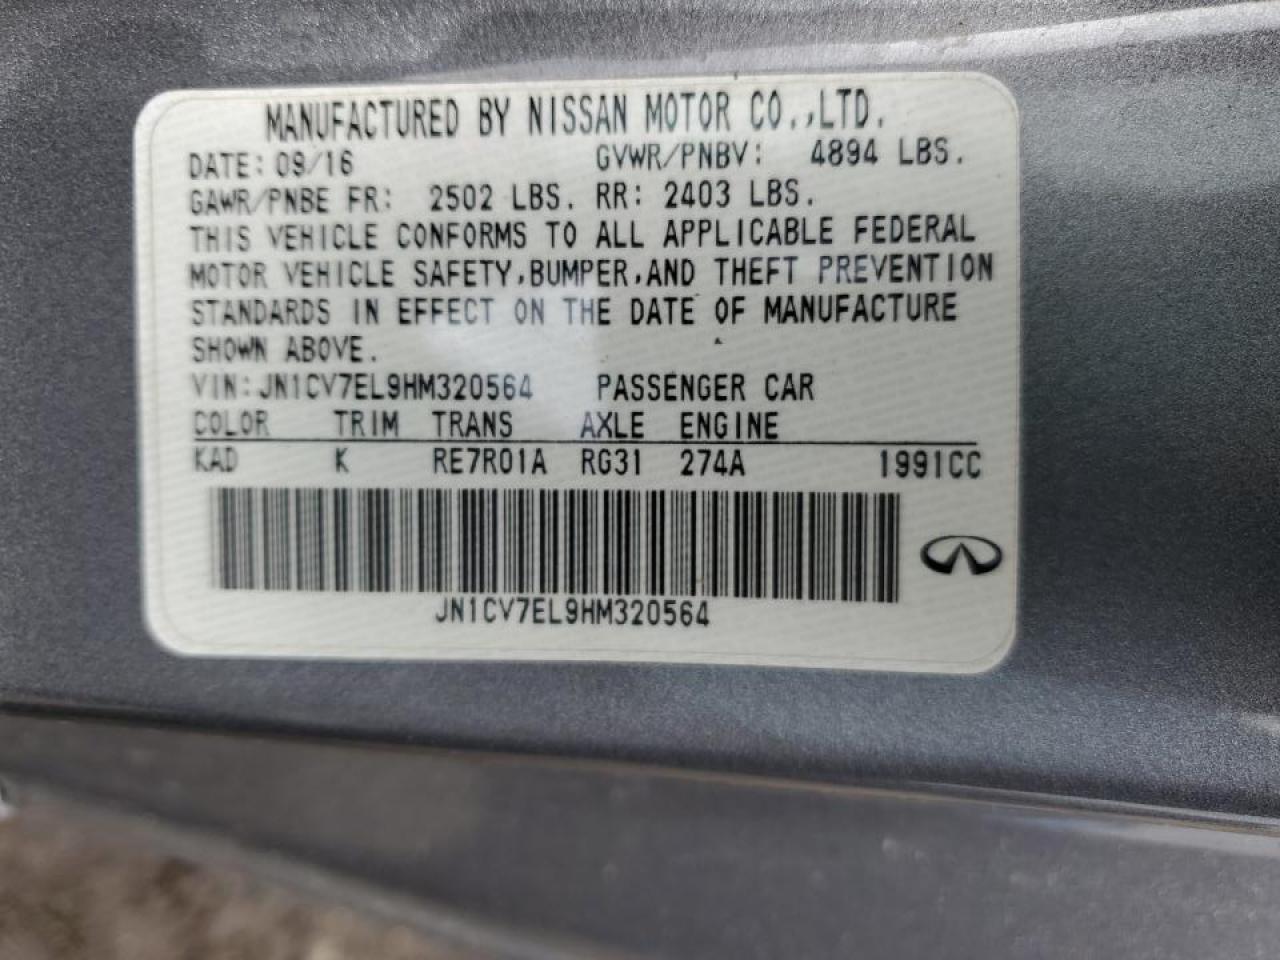 MANUFACTURED BY NISSAN MOTOR CO.,LTD.
DATE: 09/16 GVWR/PNBV: 4894 LBS.
GAWR/PNBE FR: 2502 LBS. RR: 2403 LBS.
THIS VEHICLE CONFORMS TO ALL APPLICABLE FEDERAL
MOTOR VEHICLE SAFETY,BUMPER,AND THEFT PREVENTION
STANDARDS IN EFFECT ON THE DATE OF MANUFACTURE
SHOWN ABOVE.
VIN:JN1CV7EL9HM320564 PASSENGER CAR
COLOR TRIM TRANS AXLE ENGINE
KAD K RE7R01A RG31 274A 1991CC
JN1CV7EL9HM320564